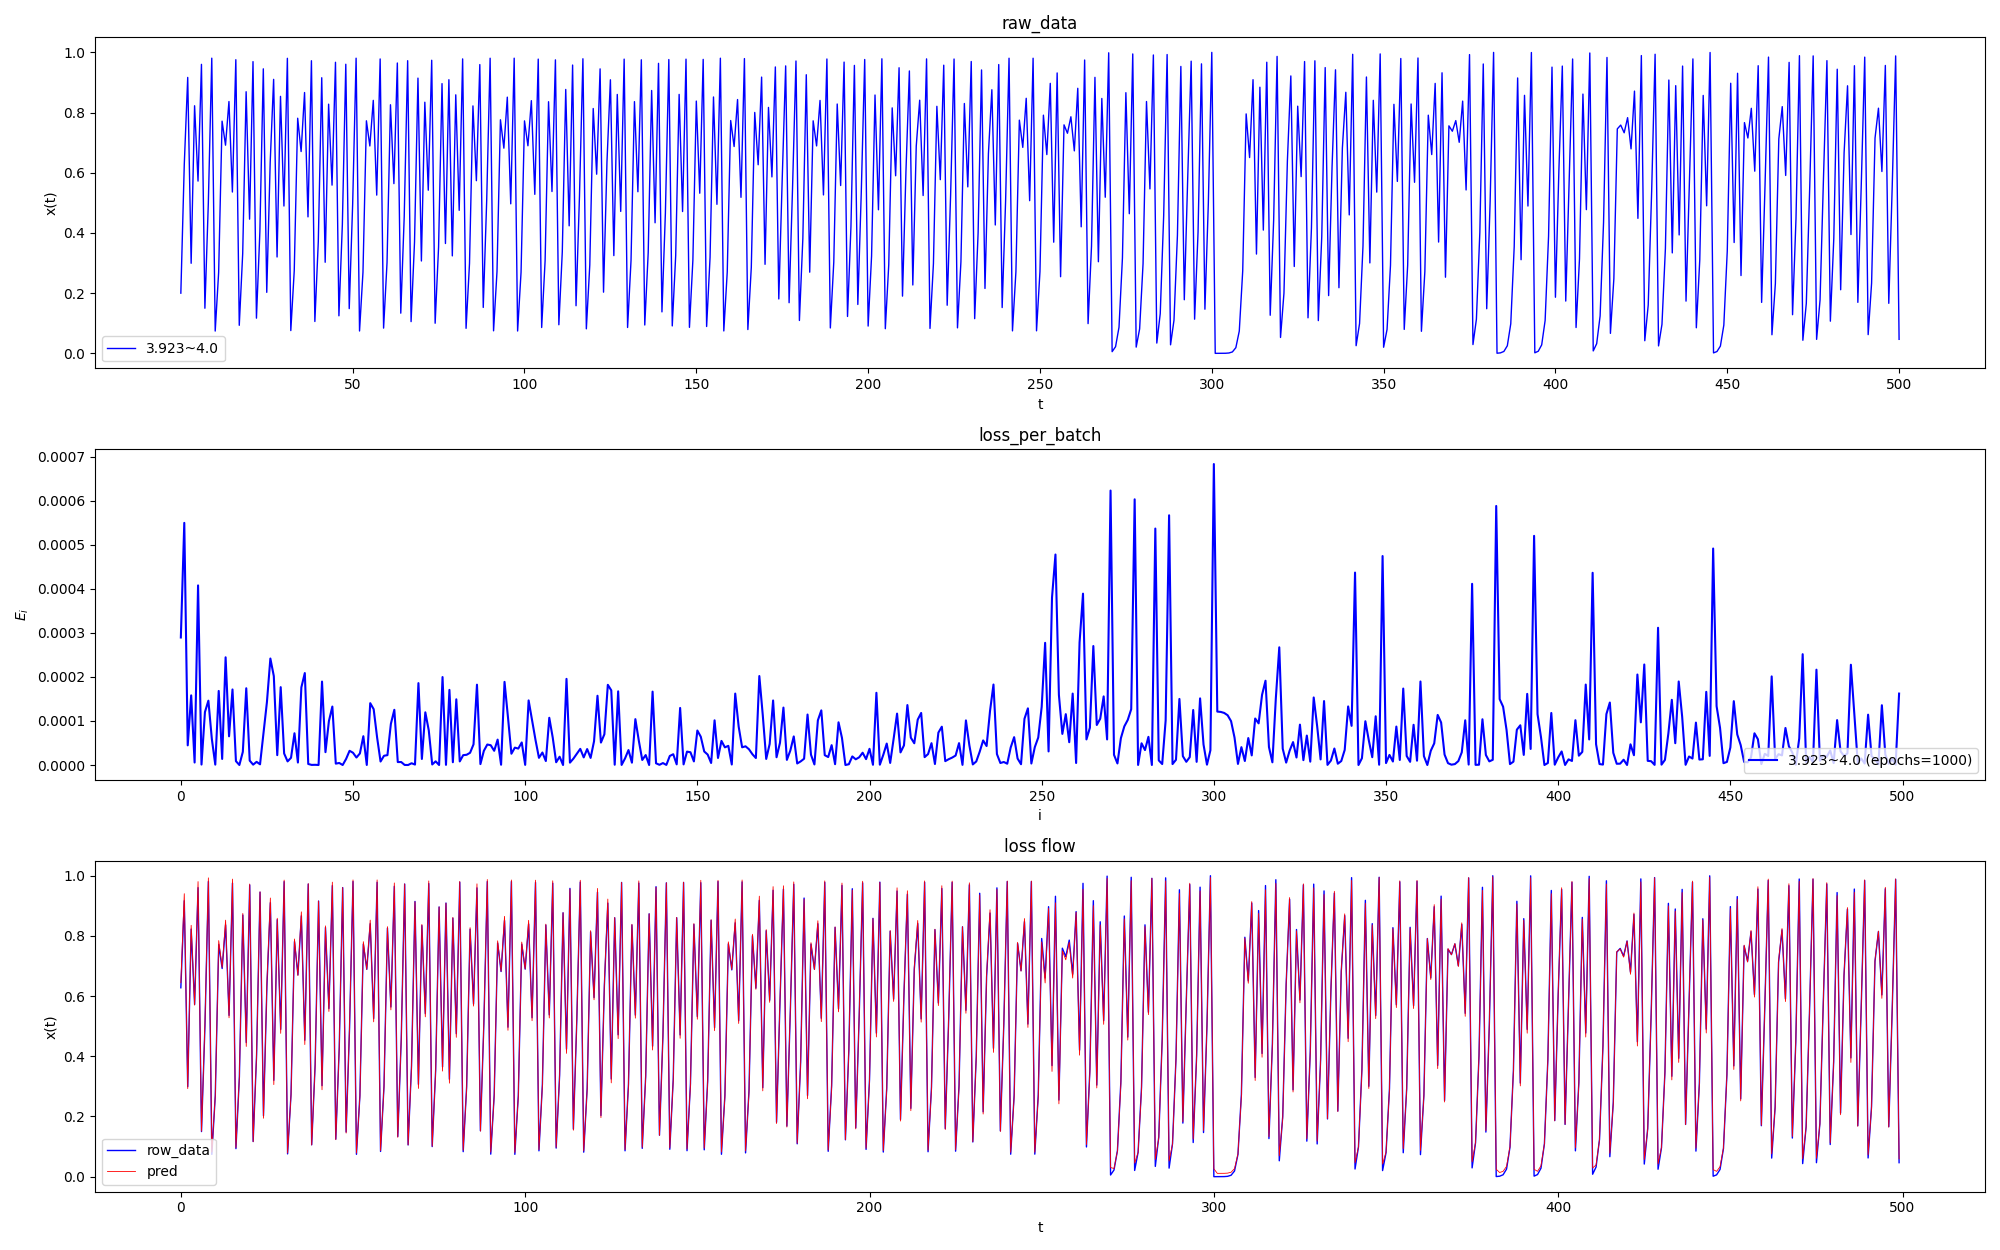 raw_data
1.0
0.8
0.6
0.4
0.2
0.0
x(t)
3.923~4.0
50 100 150 200 250 300 350 400 450 500
t
loss_per_batch
0.0007
0.0006
0.0005
0.0004
0.0003
0.0002
0.0001
0.0000
E_i
3.923~4.0 (epochs=1000)
0 50 100 150 200 250 300 350 400 450 500
i
loss flow
1.0
0.8
0.6
0.4
0.2
0.0
x(t)
row_data
pred
0 100 200 300 400 500
t